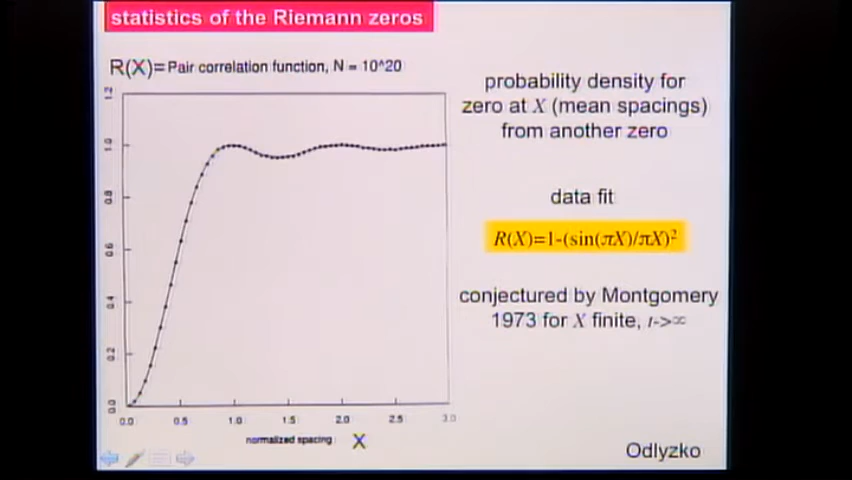 statistics of the Riemann zeros
R(X)=Pair correlation function, N = 10^20
probability density for
zero at X (mean spacings)
from another zero
data fit
R(X)=1-(sin(πX)/πX)²
conjectured by Montgomery
1973 for X finite, t->∞
1.2
1.0
0.8
0.6
0.4
0.2
0.0
0.0 0.5 1.0 1.5 2.0 2.5 3.0
normalized spacing X
Odlyzko